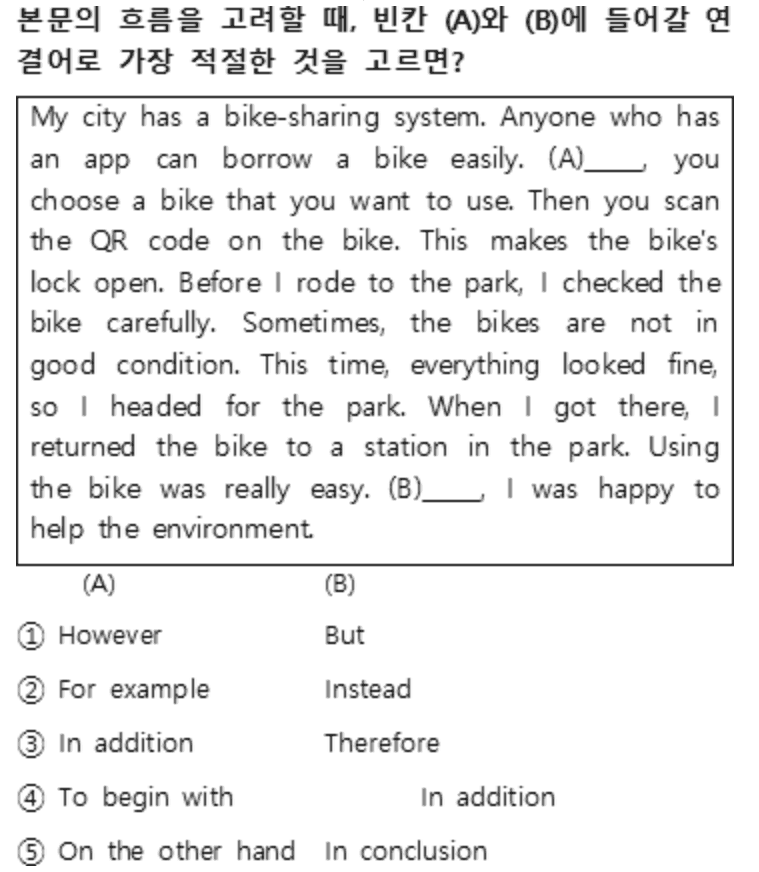 본문의 흐름을 고려할 때, 빈칸 (A)와 (B)에 들어갈 연
결어로 가장 적절한 것을 고르면?
My city has a bike-sharing system. Anyone who has
an app can borrow a bike easily. (A)____, you
choose a bike that you want to use. Then you scan
the QR code on the bike. This makes the bike's
lock open. Before I rode to the park, I checked the
bike carefully. Sometimes, the bikes are not in
good condition. This time, everything looked fine,
so I headed for the park. When I got there, I
returned the bike to a station in the park. Using
the bike was really easy. (B)____, I was happy to
help the environment.
(A) (B)
① However But
② For example Instead
③ In addition Therefore
④ To begin with In addition
⑤ On the other hand In conclusion